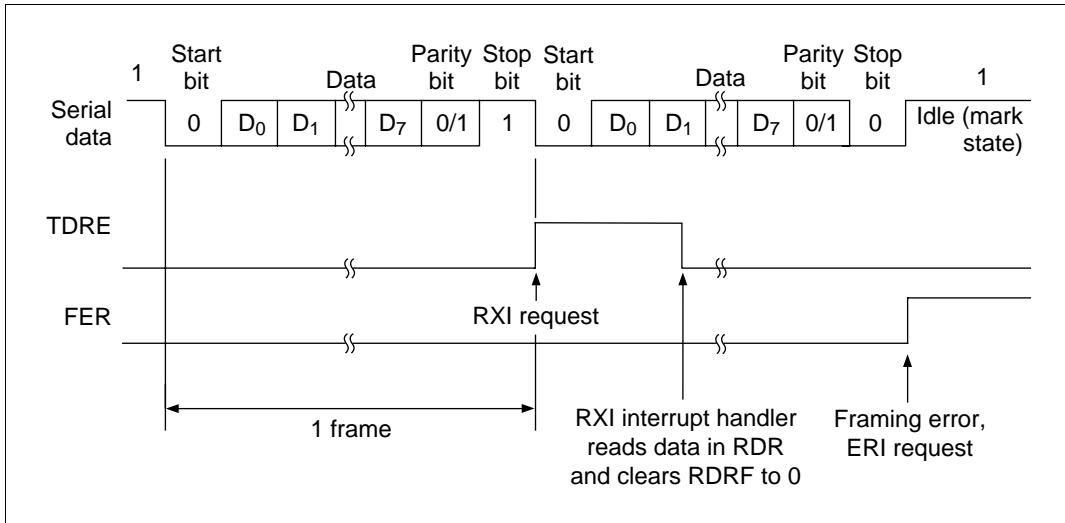 1 Start bit Data Parity bit Stop bit Start bit Data Parity bit Stop bit 1
Serial data 0 D0 D1 D7 0/1 1 0 D0 D1 D7 0/1 0 Idle (mark state)
TDRE
FER
RXI request
1 frame
RXI interrupt handler
reads data in RDR
and clears RDRF to 0
Framing error,
ERI request